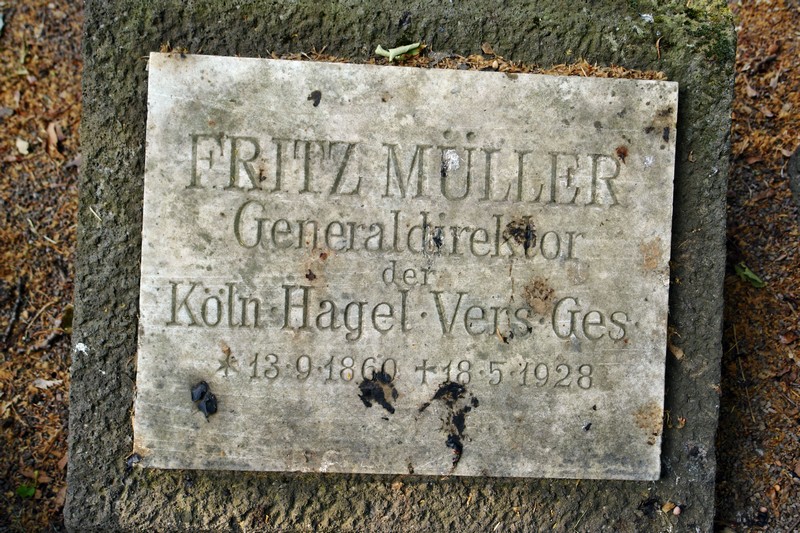 FRITZ MÜLLER
Generaldirektor
der
Köln·Hagel·Vers·Ges·
* 13·9·1860 † 18·5·1928